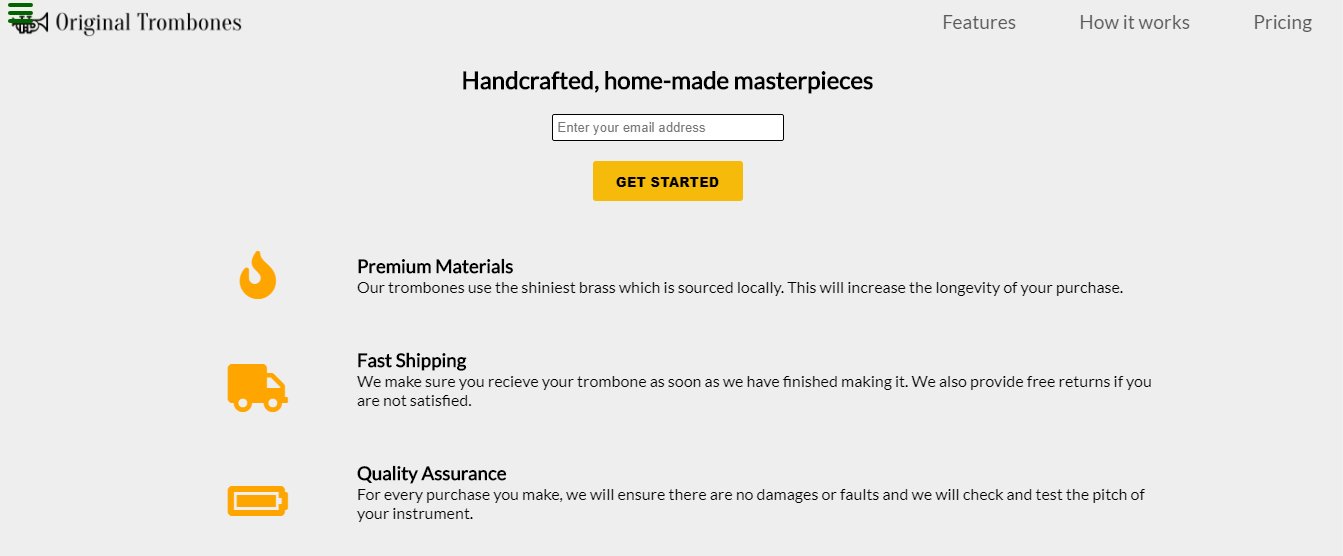 Original Trombones
Features
How it works
Pricing
Handcrafted, home-made masterpieces
Enter your email address
GET STARTED
Premium Materials
Our trombones use the shiniest brass which is sourced locally. This will increase the longevity of your purchase.
Fast Shipping
We make sure you recieve your trombone as soon as we have finished making it. We also provide free returns if you
are not satisfied.
Quality Assurance
For every purchase you make, we will ensure there are no damages or faults and we will check and test the pitch of
your instrument.